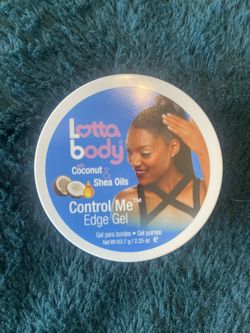 Lotta
body®
with
Coconut
& Shea Oils
Control Me™
Edge Gel
Gel para bordes • Gel pointes
Net Wt 63.7 g / 2.25 oz ℮